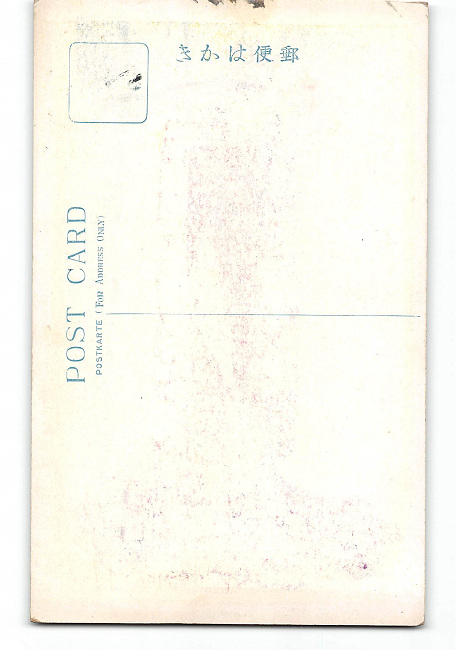 きかは便郵
POST CARD
POSTKARTE (FOR ADDRESS ONLY)